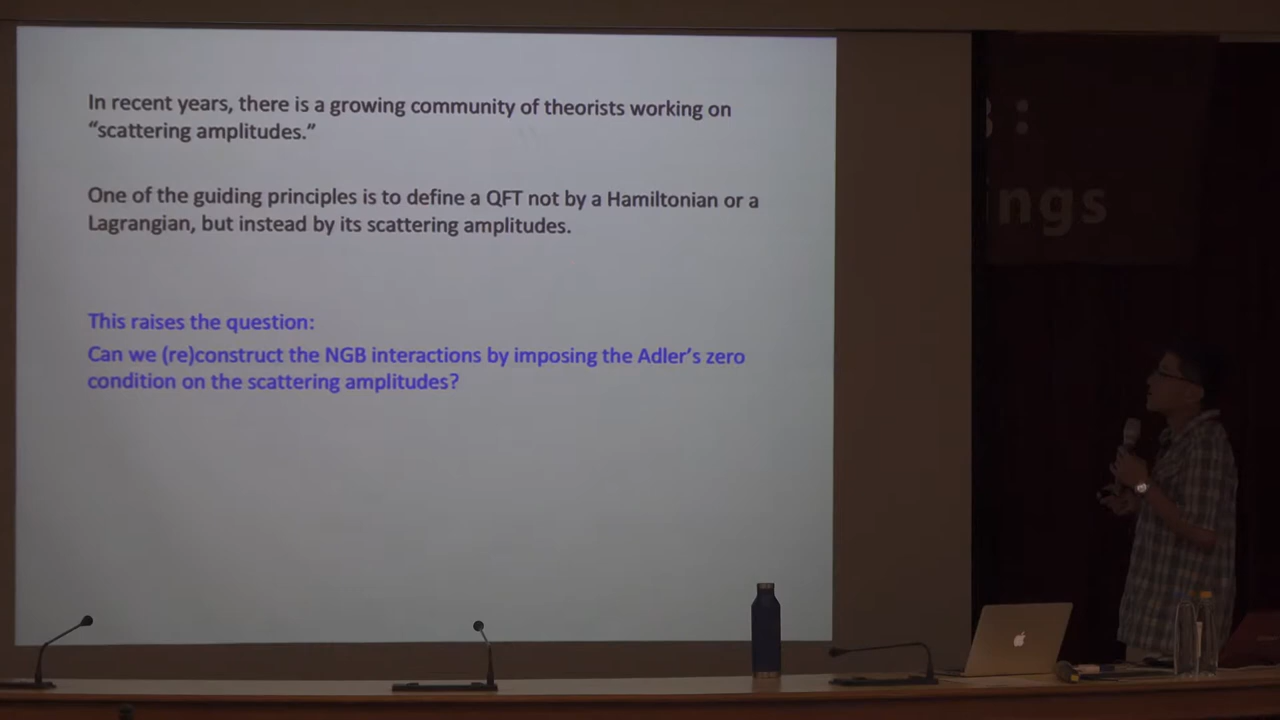 In recent years, there is a growing community of theorists working on
“scattering amplitudes.”
One of the guiding principles is to define a QFT not by a Hamiltonian or a
Lagrangian, but instead by its scattering amplitudes.
This raises the question:
Can we (re)construct the NGB interactions by imposing the Adler’s zero
condition on the scattering amplitudes?
:
ngs